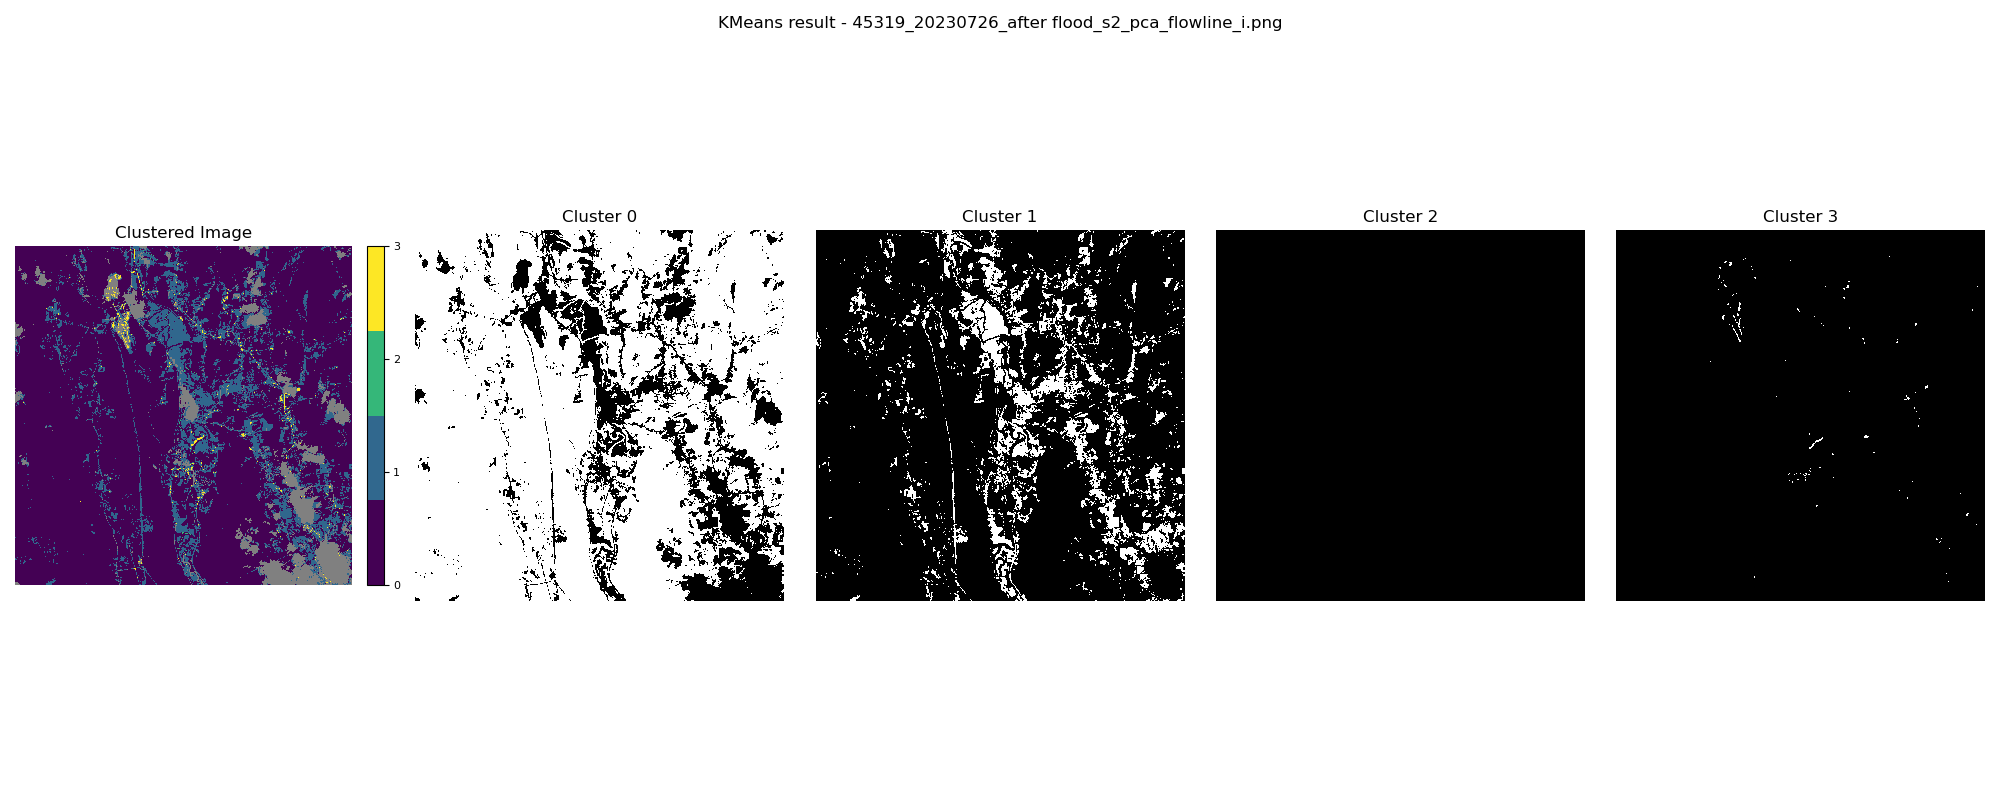 KMeans result - 45319_20230726_after flood_s2_pca_flowline_i.png
Clustered Image
3
2
1
0
Cluster 0
Cluster 1
Cluster 2
Cluster 3